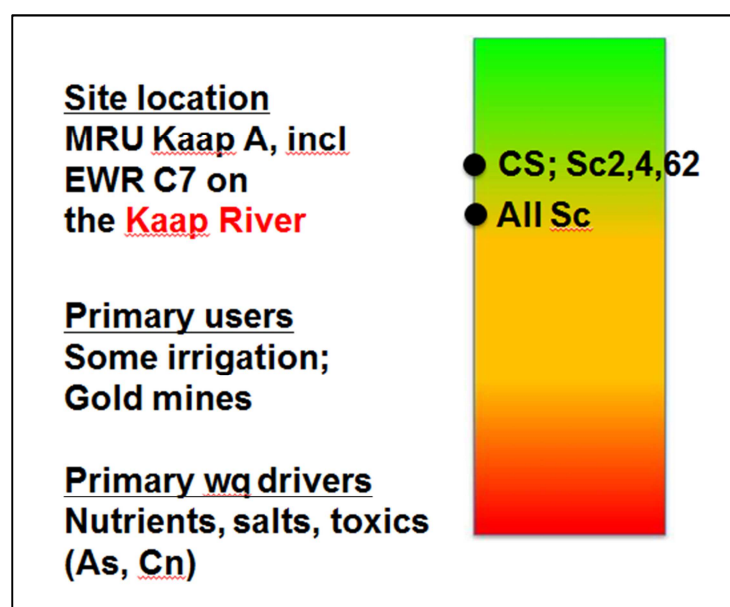 Site location
MRU Kaap A, incl
EWR C7 on
the Kaap River
Primary users
Some irrigation;
Gold mines
Primary wq drivers
Nutrients, salts, toxics
(As, Cn)
CS; Sc2,4,62
All Sc